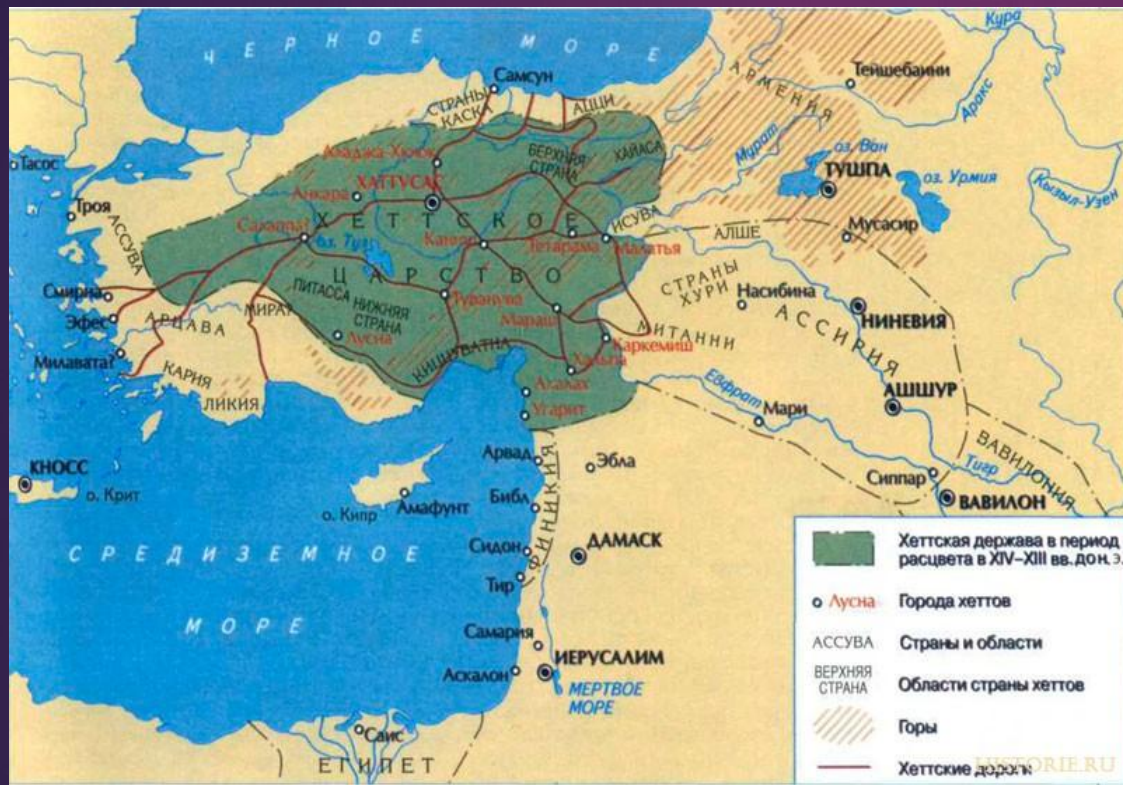 ЧЕРНОЕ МОРЕ
Самсун
СТРАНЫ
КАСКА
АЦЦИ
АРМЕНИЯ
Тейшебаини
Кура
Аракс
Тасос
Троя
АССУВА
Аладжа-Хююк
ВЕРХНЯЯ
СТРАНА
ХАЙАСА
Мурат
оз. Ван
ТУШПА
оз. Урмия
Кызыл-Узен
Анкара
ХАТТУСАС
ХЕТТСКОЕ
ЦАРСТВО
оз. Туз
Каниш
Тегарама
ИСУВА
Малатья
АЛШЕ
Мусасир
Смирна
Эфес
АРЦАВА
МИРА
ПИТАССА
НИЖНЯЯ
СТРАНА
Туванува
Мараш
СТРАНЫ
ХУРИ
Насибина
НИНЕВИЯ
АССИРИЯ
Милавата?
КАРИЯ
ЛИКИЯ
Лусна
КИЦЦУВАТНА
Хальпа
Каркемиш
МИТАННИ
Алалах
Угарит
Евфрат
Мари
АШШУР
Арвад
Эбла
КНОСС
о. Крит
о. Кипр
Амафунт
Библ
ФИНИКИЯ
Сиппар
Тигр
ВАВИЛОНИЯ
ВАВИЛОН
СРЕДИЗЕМНОЕ
МОРЕ
Сидон
ДАМАСК
Тир
Самария
Аскалон
ИЕРУСАЛИМ
МЕРТВОЕ
МОРЕ
Саис
ЕГИПЕТ
Хеттская держава в период
расцвета в XIV–XIII вв. ДО Н. Э.
Лусна Города хеттов
АССУВА Страны и области
ВЕРХНЯЯ
СТРАНА Области страны хеттов
Горы
Хеттские дороги
HISTORIE.RU